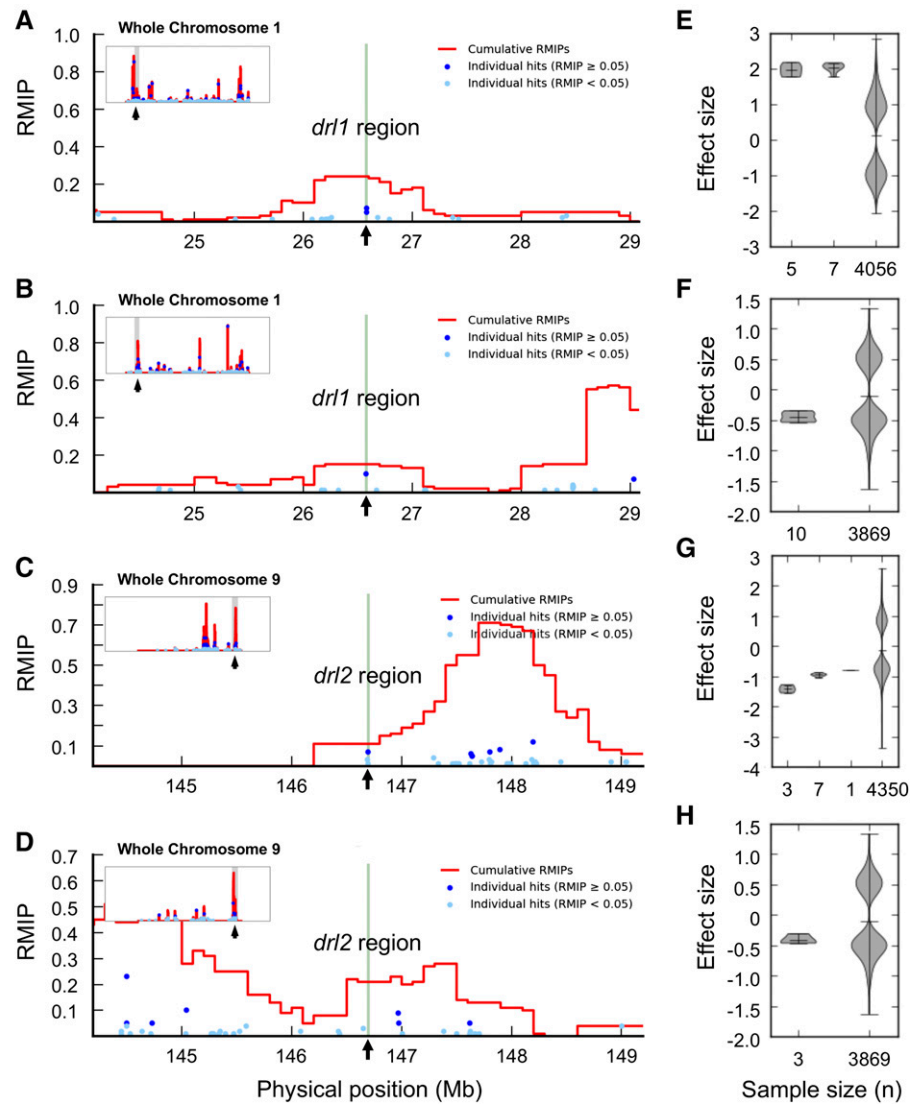 A
Whole Chromosome 1
RMIP
1.0
0.8
0.6
0.4
0.2
Cumulative RMIPs
Individual hits (RMIP ≥ 0.05)
Individual hits (RMIP < 0.05)
drl1 region
25 26 27 28 29
E
Effect size
3
2
1
0
-1
-2
-3
5 7 4056
B
Whole Chromosome 1
RMIP
1.0
0.8
0.6
0.4
0.2
Cumulative RMIPs
Individual hits (RMIP ≥ 0.05)
Individual hits (RMIP < 0.05)
drl1 region
25 26 27 28 29
F
Effect size
1.5
1.0
0.5
0
-0.5
-1.0
1.5
-2.0
10 3869
C
Whole Chromosome 9
RMIP
0.9
0.7
0.5
0.3
0.1
Cumulative RMIPs
Individual hits (RMIP ≥ 0.05)
Individual hits (RMIP < 0.05)
drl2 region
145 146 147 148 149
G
Effect size
3
2
1
0
-1
-2
-3
-4
3 7 1 4350
D
Whole Chromosome 9
RMIP
0.7
0.6
0.5
0.4
0.3
0.2
0.1
Cumulative RMIPs
Individual hits (RMIP ≥ 0.05)
Individual hits (RMIP < 0.05)
drl2 region
145 146 147 148 149
Physical position (Mb)
H
Effect size
1.5
1.0
0.5
0
-0.5
-1.0
-1.5
-2.0
3 3869
Sample size (n)